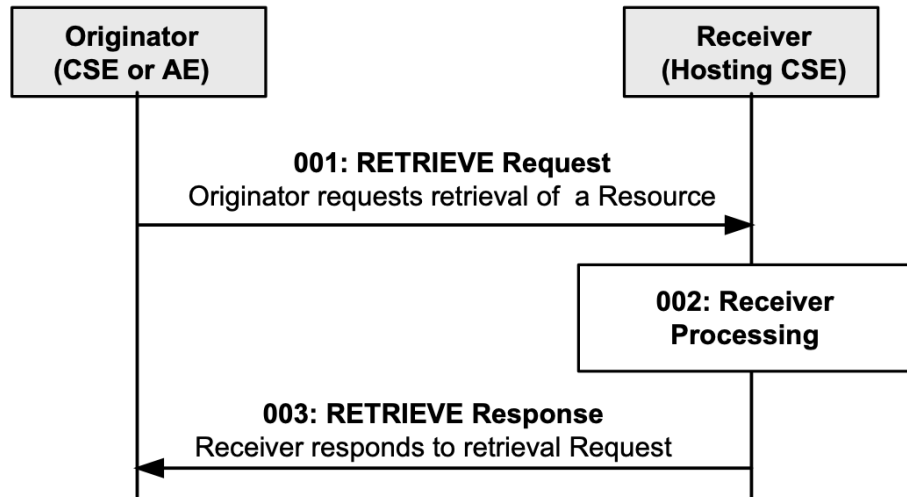 Originator
(CSE or AE)
Receiver
(Hosting CSE)
001: RETRIEVE Request
Originator requests retrieval of a Resource
002: Receiver
Processing
003: RETRIEVE Response
Receiver responds to retrieval Request